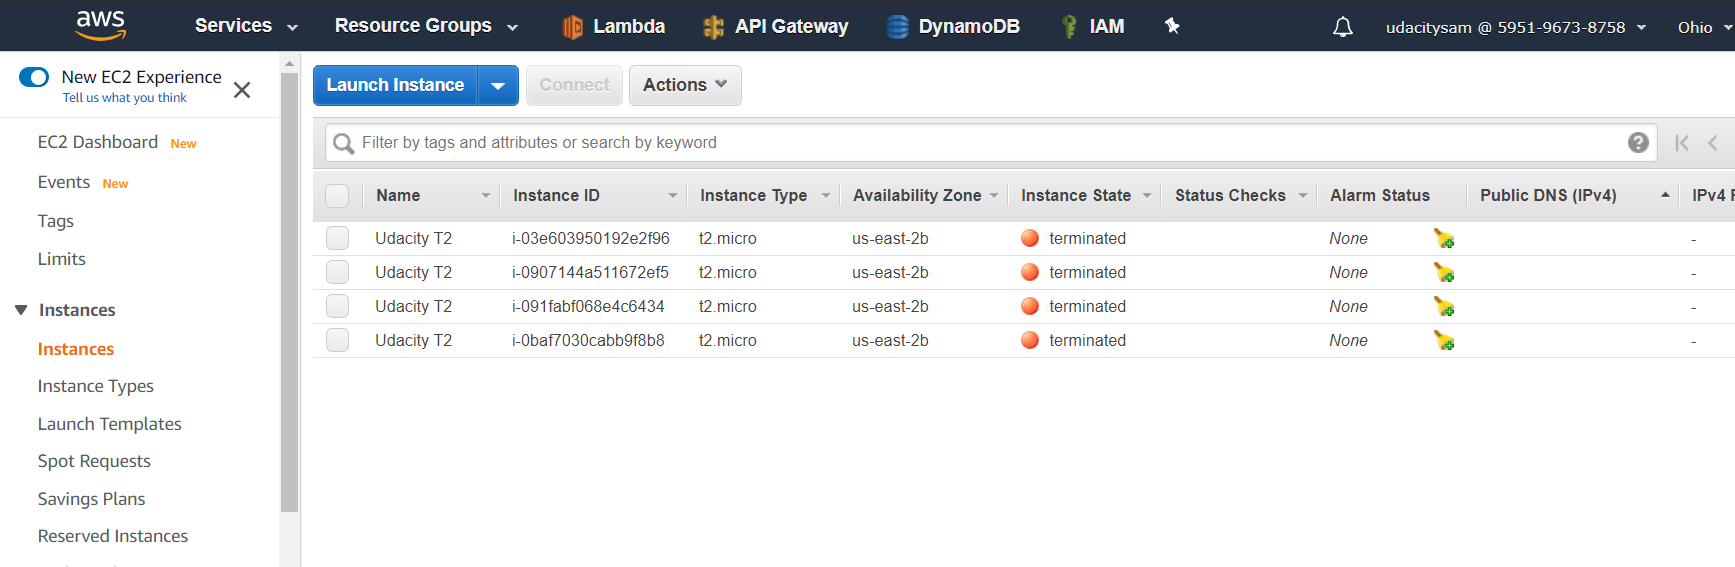 aws Services Resource Groups Lambda API Gateway DynamoDB IAM udacitysam @ 5951-9673-8758 Ohio
New EC2 Experience
Tell us what you think
EC2 Dashboard New
Events New
Tags
Limits
Instances
Instances
Instance Types
Launch Templates
Spot Requests
Savings Plans
Reserved Instances
Launch Instance Connect Actions
Filter by tags and attributes or search by keyword
Name Instance ID Instance Type Availability Zone Instance State Status Checks Alarm Status Public DNS (IPv4) IPv4 P
Udacity T2 i-03e603950192e2f96 t2.micro us-east-2b terminated None -
Udacity T2 i-0907144a511672ef5 t2.micro us-east-2b terminated None -
Udacity T2 i-091fabf068e4c6434 t2.micro us-east-2b terminated None -
Udacity T2 i-0baf7030cabb9f8b8 t2.micro us-east-2b terminated None -